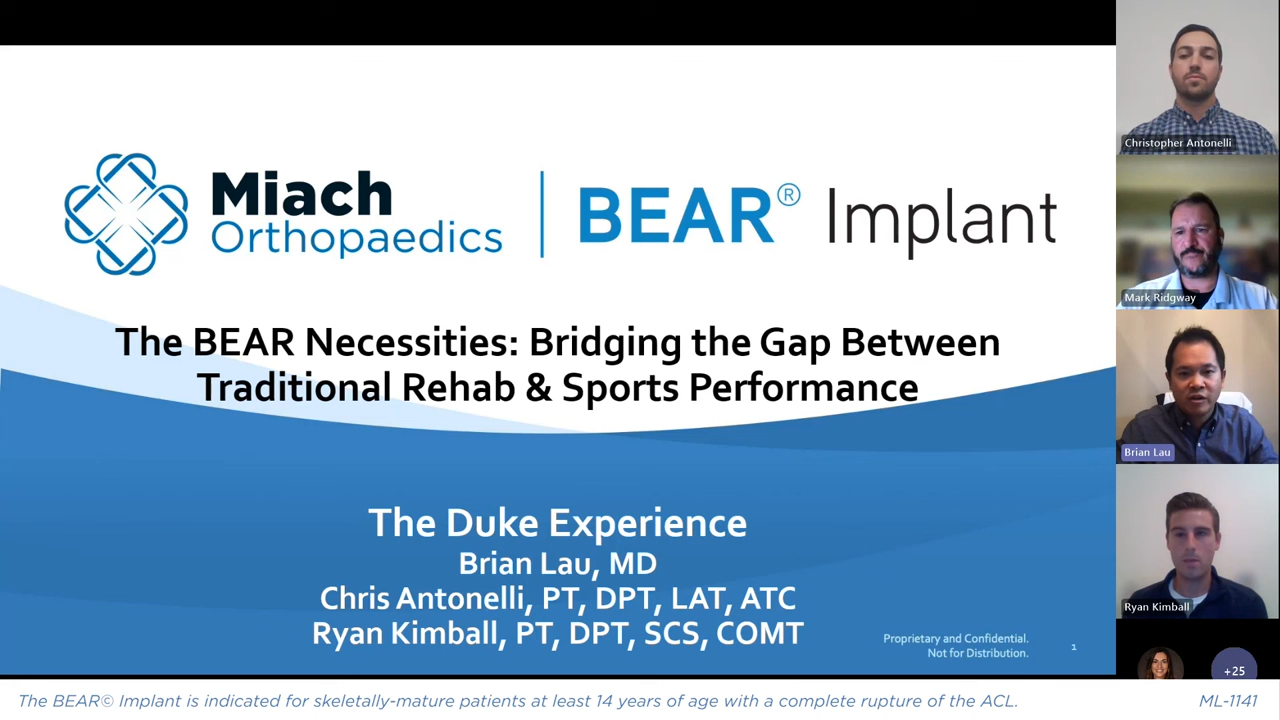 Miach
Orthopaedics
BEAR® Implant
The BEAR Necessities: Bridging the Gap Between
Traditional Rehab & Sports Performance
The Duke Experience
Brian Lau, MD
Chris Antonelli, PT, DPT, LAT, ATC
Ryan Kimball, PT, DPT, SCS, COMT
Proprietary and Confidential.
Not for Distribution.
1
Christopher Antonelli
Mark Ridgway
Brian Lau
Ryan Kimball
+25
The BEAR© Implant is indicated for skeletally-mature patients at least 14 years of age with a complete rupture of the ACL.
ML-1141